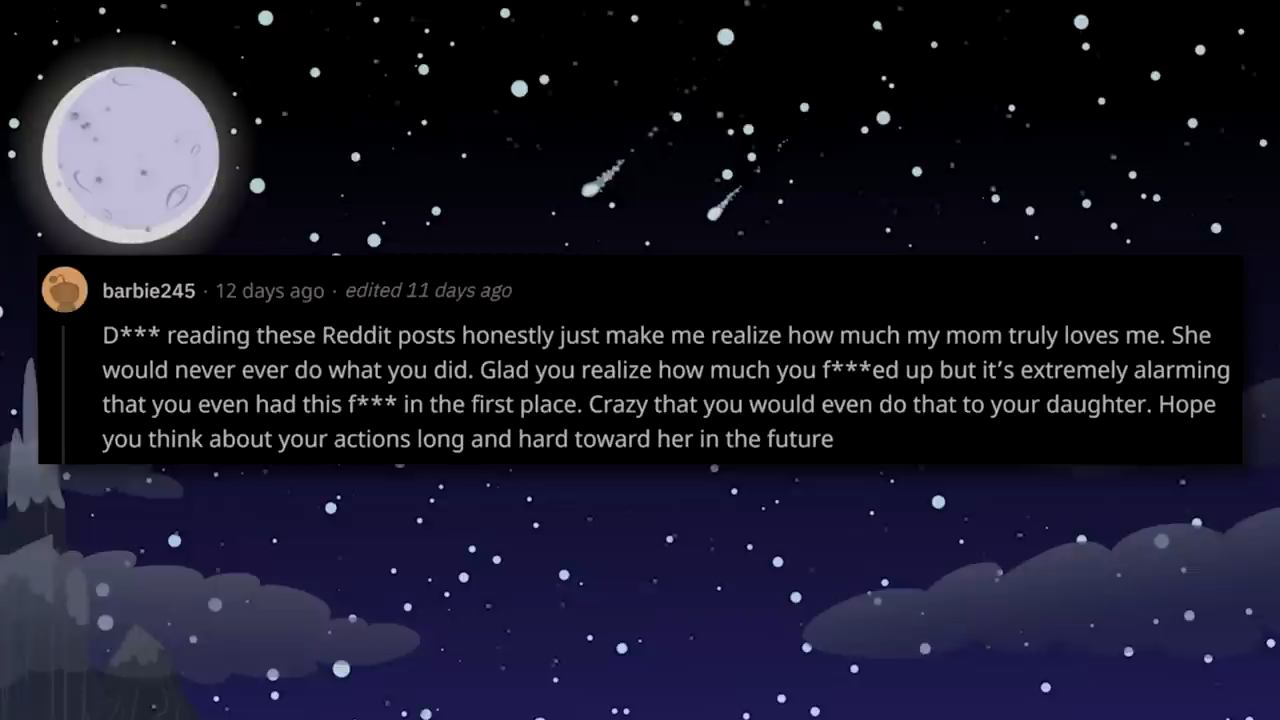 barbie245 · 12 days ago · edited 11 days ago
D*** reading these Reddit posts honestly just make me realize how much my mom truly loves me. She
would never ever do what you did. Glad you realize how much you f***ed up but it’s extremely alarming
that you even had this f*** in the first place. Crazy that you would even do that to your daughter. Hope
you think about your actions long and hard toward her in the future